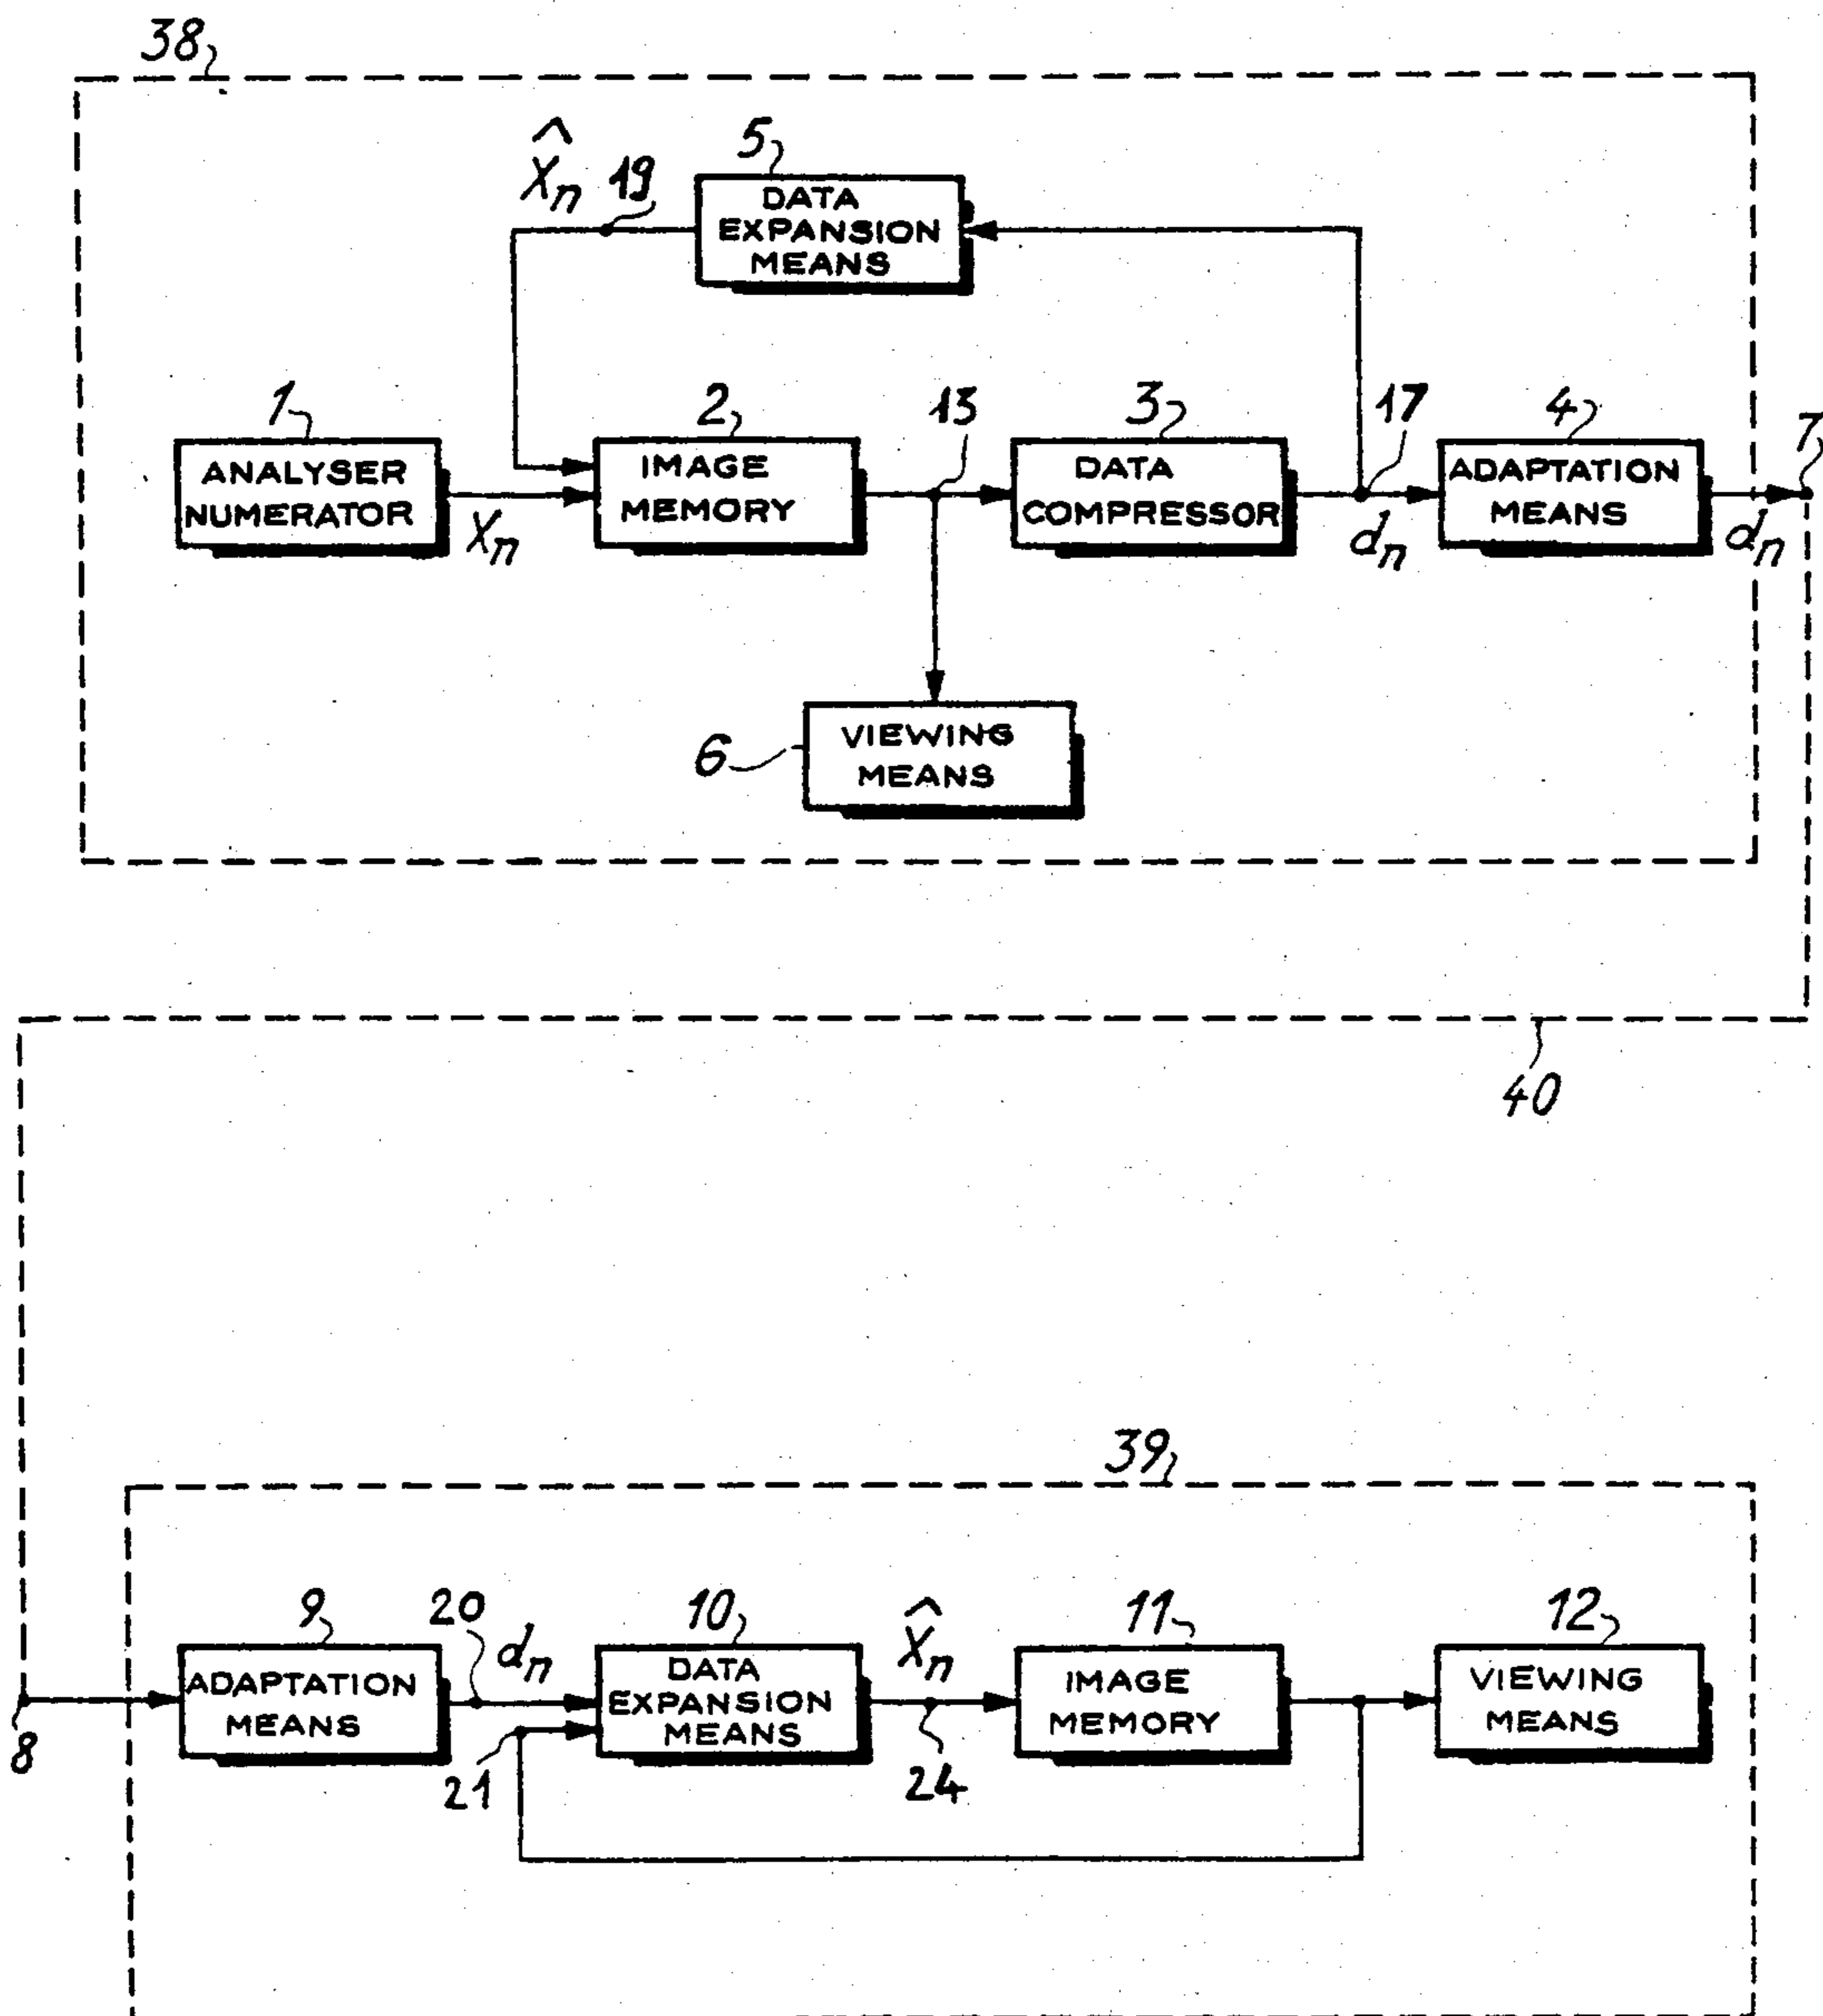 38
X̂n 19
5
DATA
EXPANSION
MEANS
1
ANALYSER
NUMERATOR
Xn
2
IMAGE
MEMORY
13
3
DATA
COMPRESSOR
17
dn
4
ADAPTATION
MEANS
dn
7
6
VIEWING
MEANS
40
39
8
9
ADAPTATION
MEANS
20
dn
21
10
DATA
EXPANSION
MEANS
X̂n
24
11
IMAGE
MEMORY
12
VIEWING
MEANS